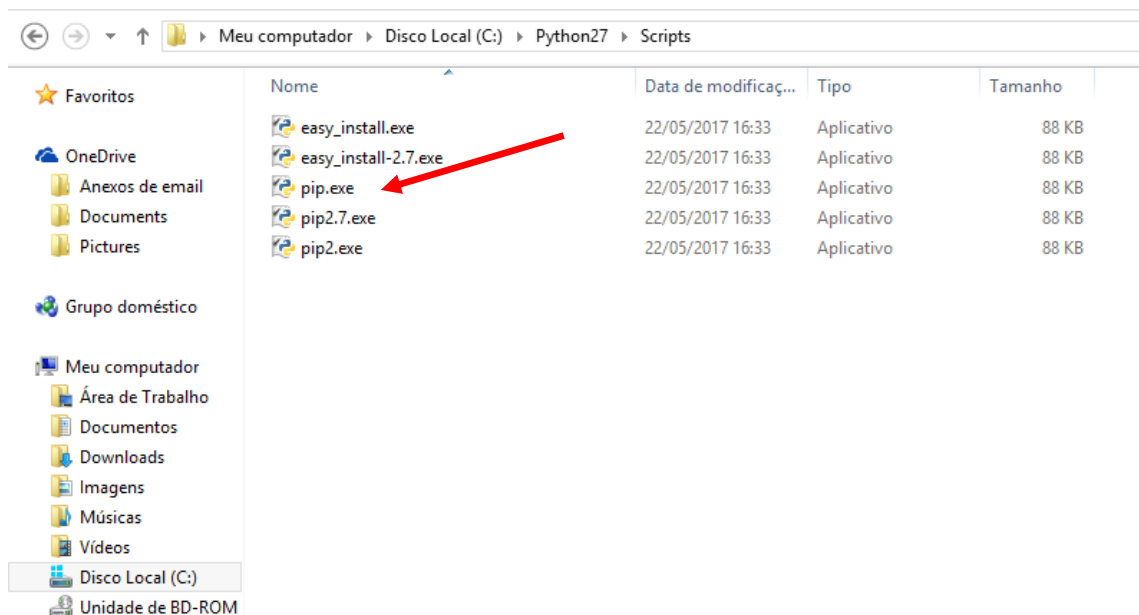 Meu computador Disco Local (C:) Python27 Scripts
Favoritos
OneDrive
Anexos de email
Documents
Pictures
Grupo doméstico
Meu computador
Área de Trabalho
Documentos
Downloads
Imagens
Músicas
Vídeos
Disco Local (C:)
Unidade de BD-ROM
Nome Data de modificaç... Tipo Tamanho
easy_install.exe 22/05/2017 16:33 Aplicativo 88 KB
easy_install-2.7.exe 22/05/2017 16:33 Aplicativo 88 KB
pip.exe 22/05/2017 16:33 Aplicativo 88 KB
pip2.7.exe 22/05/2017 16:33 Aplicativo 88 KB
pip2.exe 22/05/2017 16:33 Aplicativo 88 KB